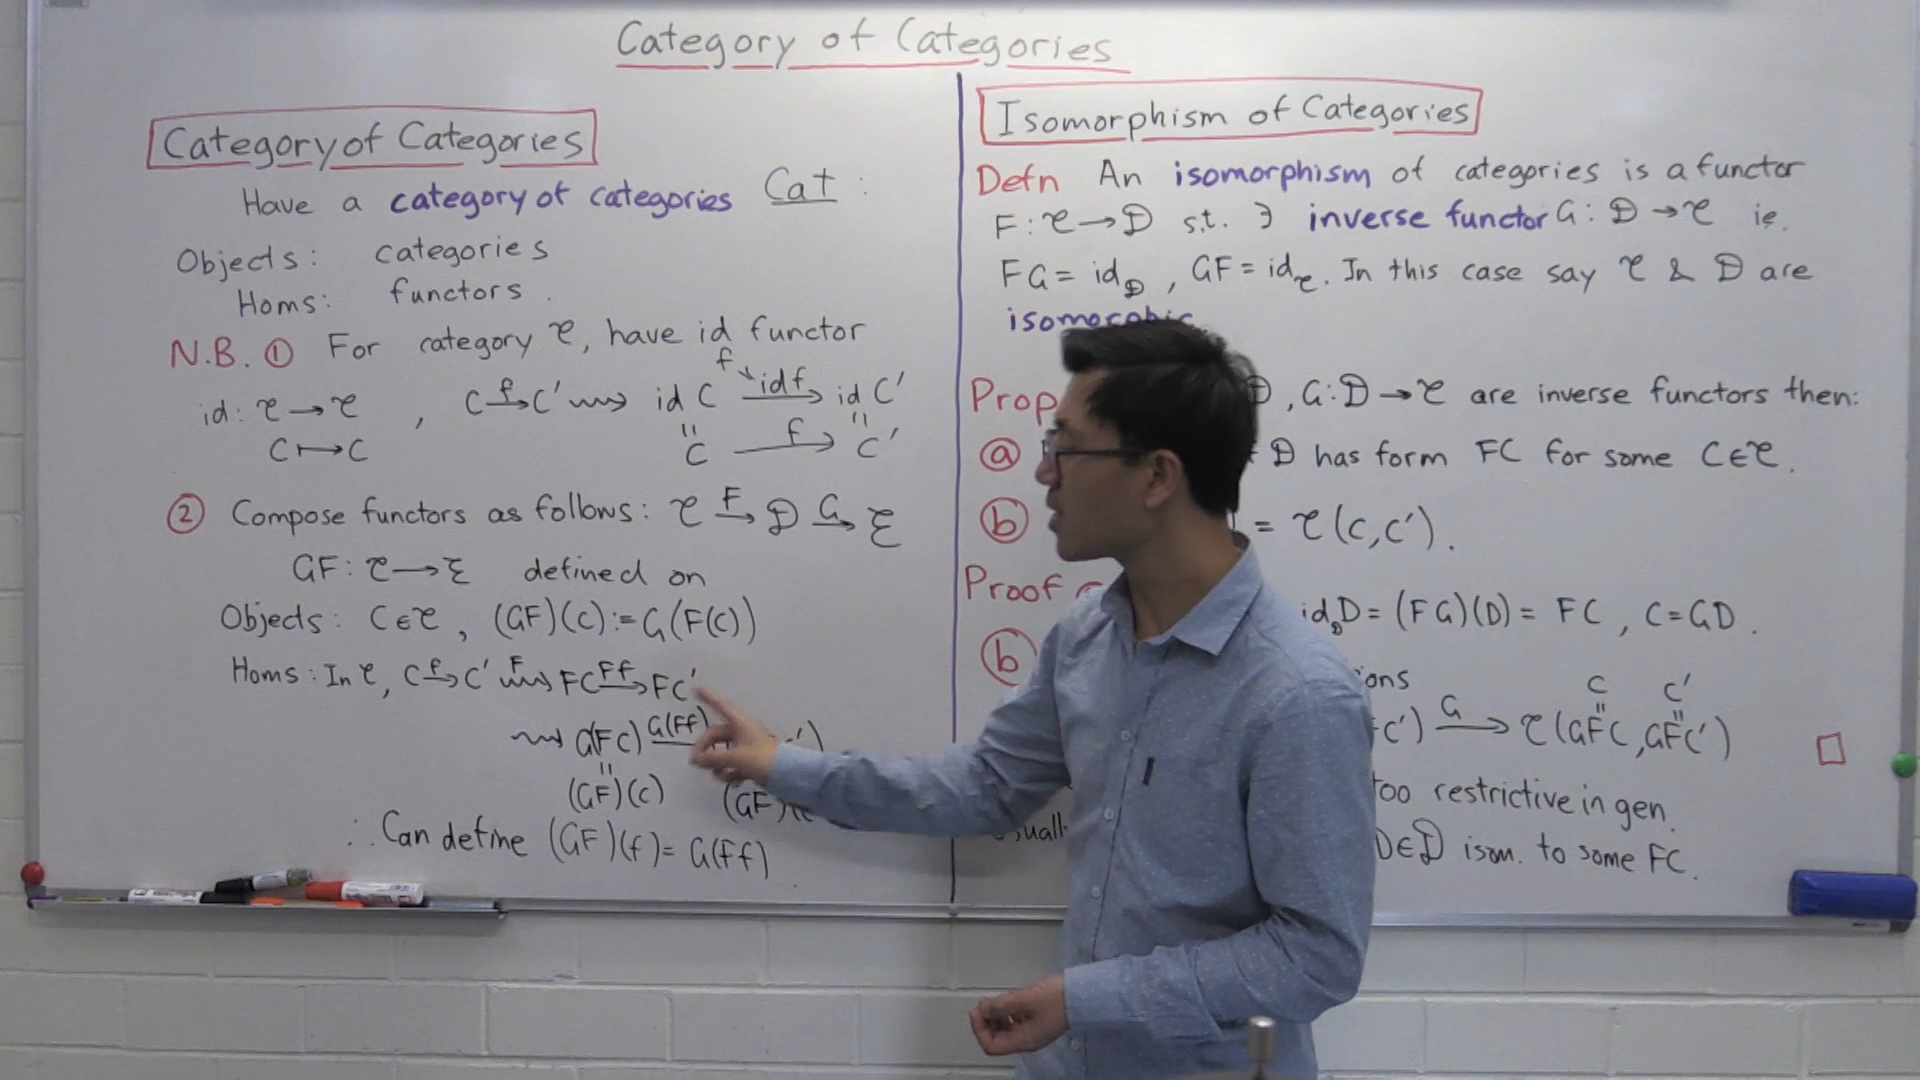 Category of Categories
Category of Categories
Have a category of categories Cat :
Objects: categories
Homs: functors.
N.B. ① For category 𝒞, have id functor
id: 𝒞 → 𝒞 , C →f C' ⇝ id C →idf id C'
f
C ↦ C
" "
C →f C'
② Compose functors as follows: 𝒞 →F 𝒟 →G ℰ
GF: 𝒞 → ℰ defined on
Objects: C ∈ 𝒞, (GF)(C) := G(F(C))
Homs: In 𝒞, C →f C' ⇝F FC →Ff FC'
⇝ G(FC) →G(Ff) ')
"
(GF)(C) (GF)(
∴ Can define (GF)(f) = G(Ff)
Isomorphism of Categories
Defn An isomorphism of categories is a functor
F: 𝒞 → 𝒟 s.t. ∃ inverse functor G: 𝒟 → 𝒞 ie.
FG = id𝒟, GF = id𝒞. In this case say 𝒞 & 𝒟 are
isomorphic
Prop 𝒟, G: 𝒟 → 𝒞 are inverse functors then:
ⓐ 𝒟 has form FC for some C ∈ 𝒞.
ⓑ = 𝒞(C, C').
Proof id𝒟D = (FG)(D) = FC, C = GD.
ⓑ
C C'
" "
C') →G 𝒞(GFC, GFC') □
too restrictive in gen.
D ∈ 𝒟 isom. to some FC.